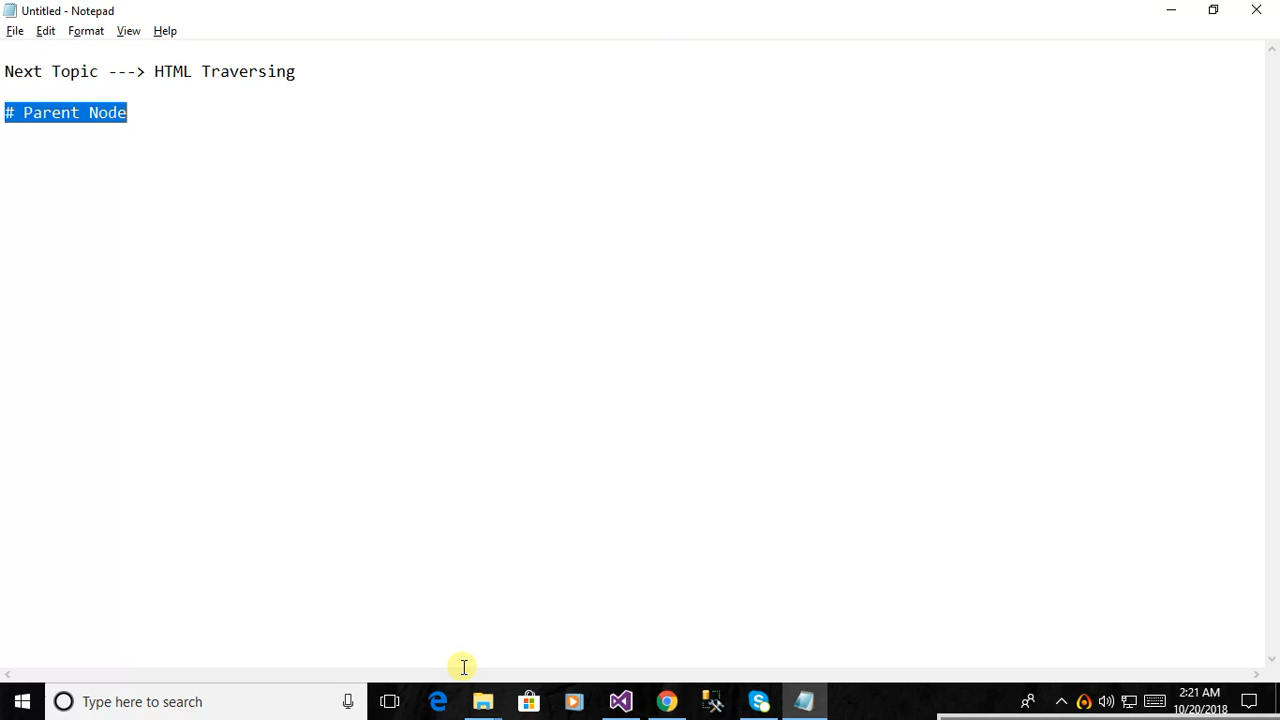 Untitled - Notepad
File Edit Format View Help
Next Topic ---> HTML Traversing
# Parent Node
Type here to search
2:21 AM
10/20/2018